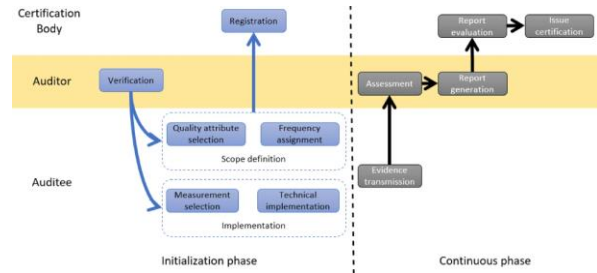 Certification
Body
Registration
Report
evaluation
Issue
certification
Auditor
Verification
Assessment
Report
generation
Quality attribute
selection
Frequency
assignment
Scope definition
Auditee
Evidence
transmission
Measurement
selection
Technical
implementation
Implementation
Initialization phase
Continuous phase